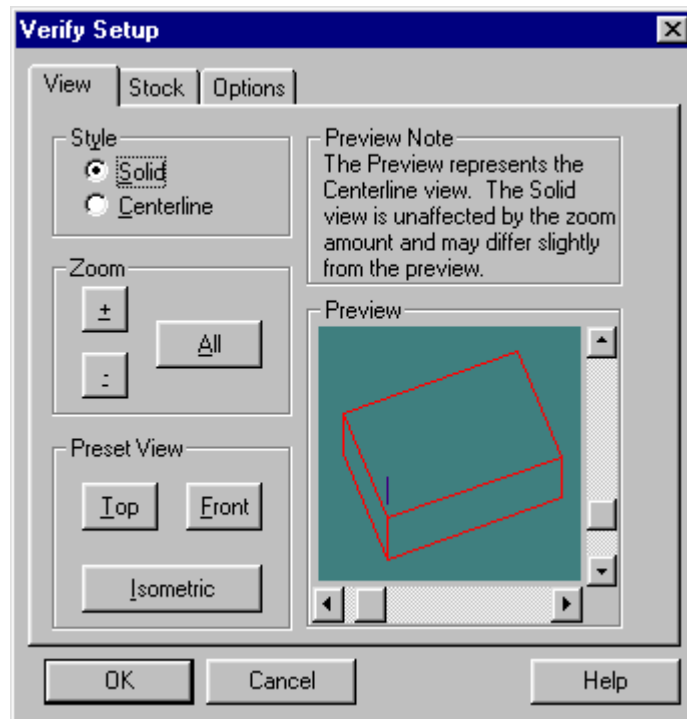 Verify Setup
View
Stock
Options
Style
Solid
Centerline
Zoom
+
-
All
Preset View
Top
Front
Isometric
Preview Note
The Preview represents the
Centerline view. The Solid
view is unaffected by the zoom
amount and may differ slightly
from the preview.
Preview
OK
Cancel
Help